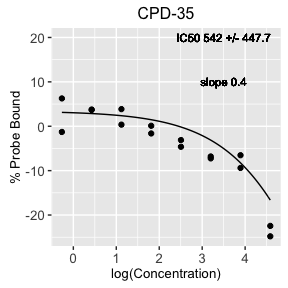 CPD-35
IC50 542 +/- 447.7
slope 0.4
% Probe Bound
20
10
0
-10
-20
0 1 2 3 4 5
log(Concentration)